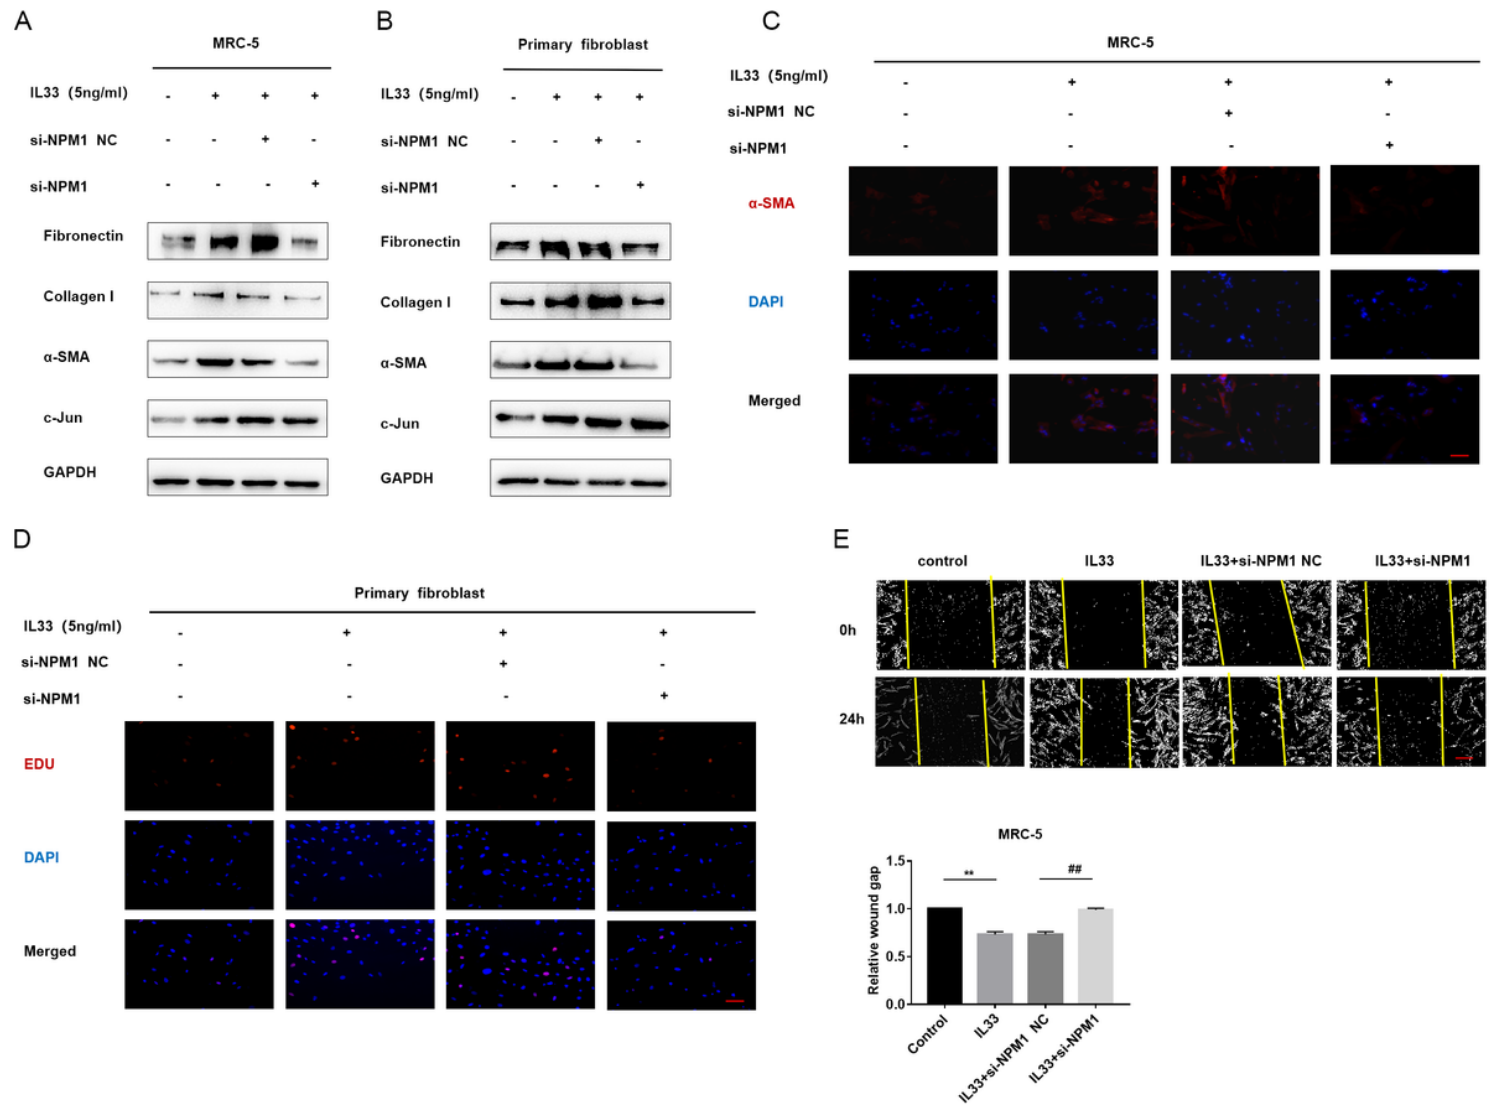 A
MRC-5
IL33 (5ng/ml) - + + +
si-NPM1 NC - - + -
si-NPM1 - - - +
Fibronectin
Collagen I
α-SMA
c-Jun
GAPDH
B
Primary fibroblast
IL33 (5ng/ml) - + + +
si-NPM1 NC - - + -
si-NPM1 - - - +
Fibronectin
Collagen I
α-SMA
c-Jun
GAPDH
C
MRC-5
IL33 (5ng/ml) - + + +
si-NPM1 NC - - + -
si-NPM1 - - - +
α-SMA
DAPI
Merged
D
Primary fibroblast
IL33 (5ng/ml) - + + +
si-NPM1 NC - - + -
si-NPM1 - - - +
EDU
DAPI
Merged
E
control IL33 IL33+si-NPM1 NC IL33+si-NPM1
0h
24h
MRC-5
Relative wound gap
1.5
1.0
0.5
0.0
** ##
Control IL33 IL33+si-NPM1 NC IL33+si-NPM1